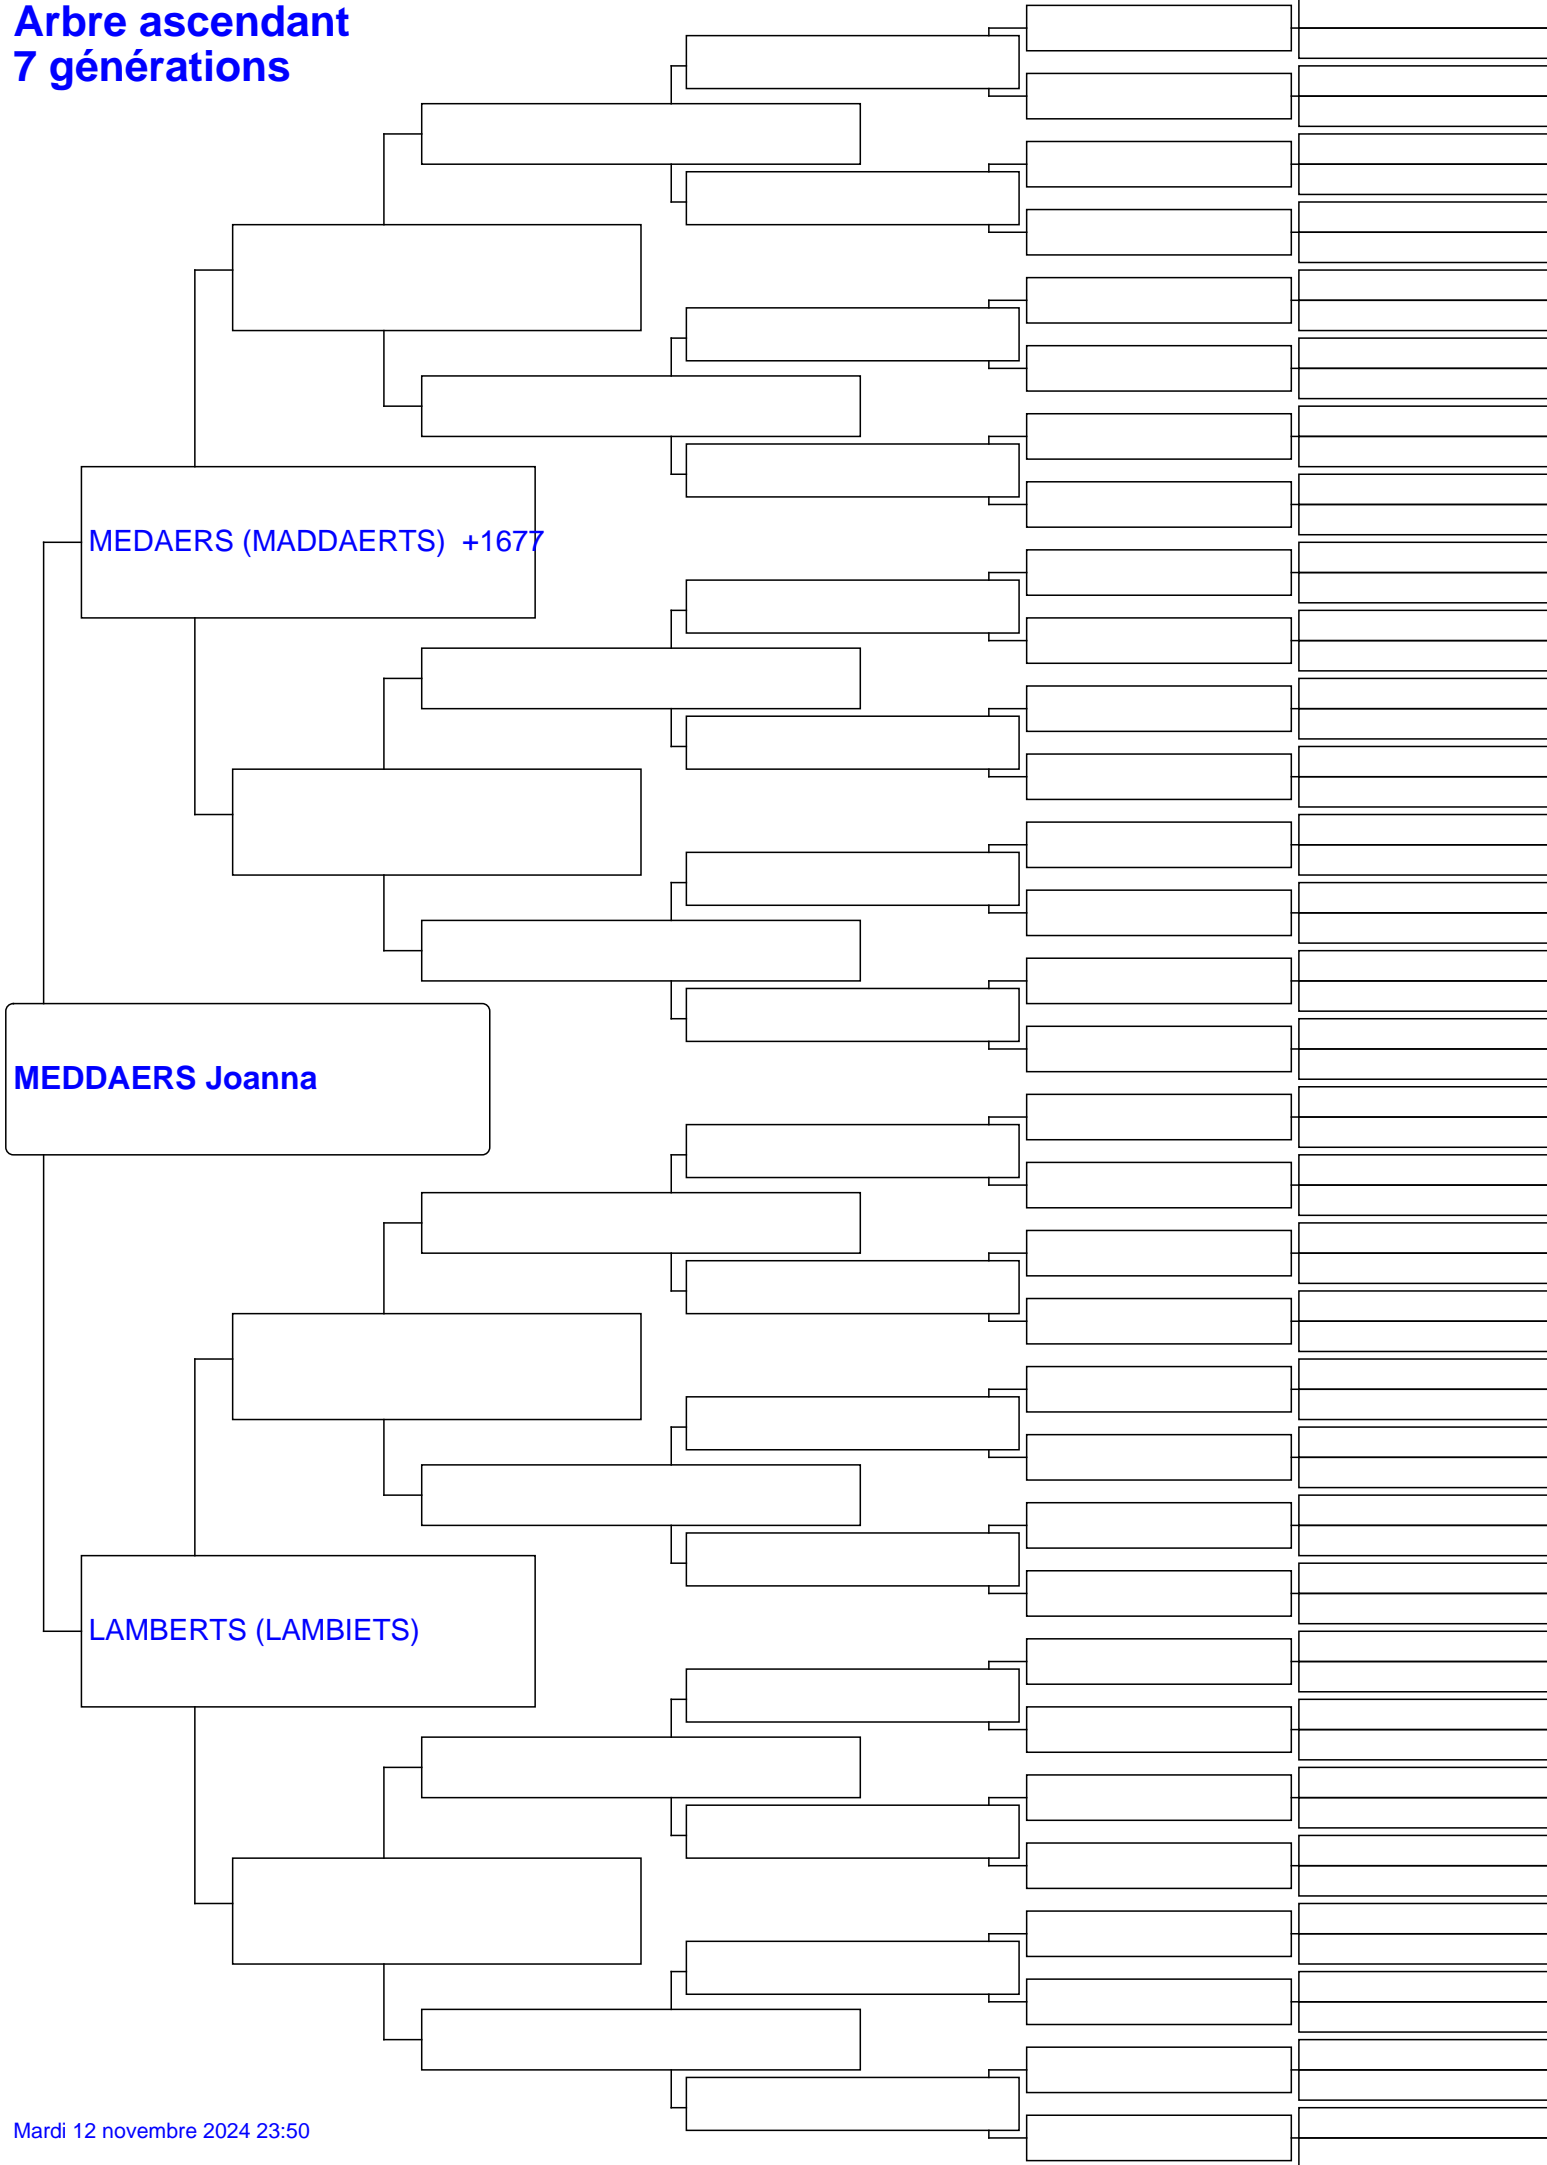 Arbre ascendant
7 générations
MEDAERS (MADDAERTS)  +1677
MEDDAERS Joanna
LAMBERTS (LAMBIETS)
Mardi 12 novembre 2024 23:50